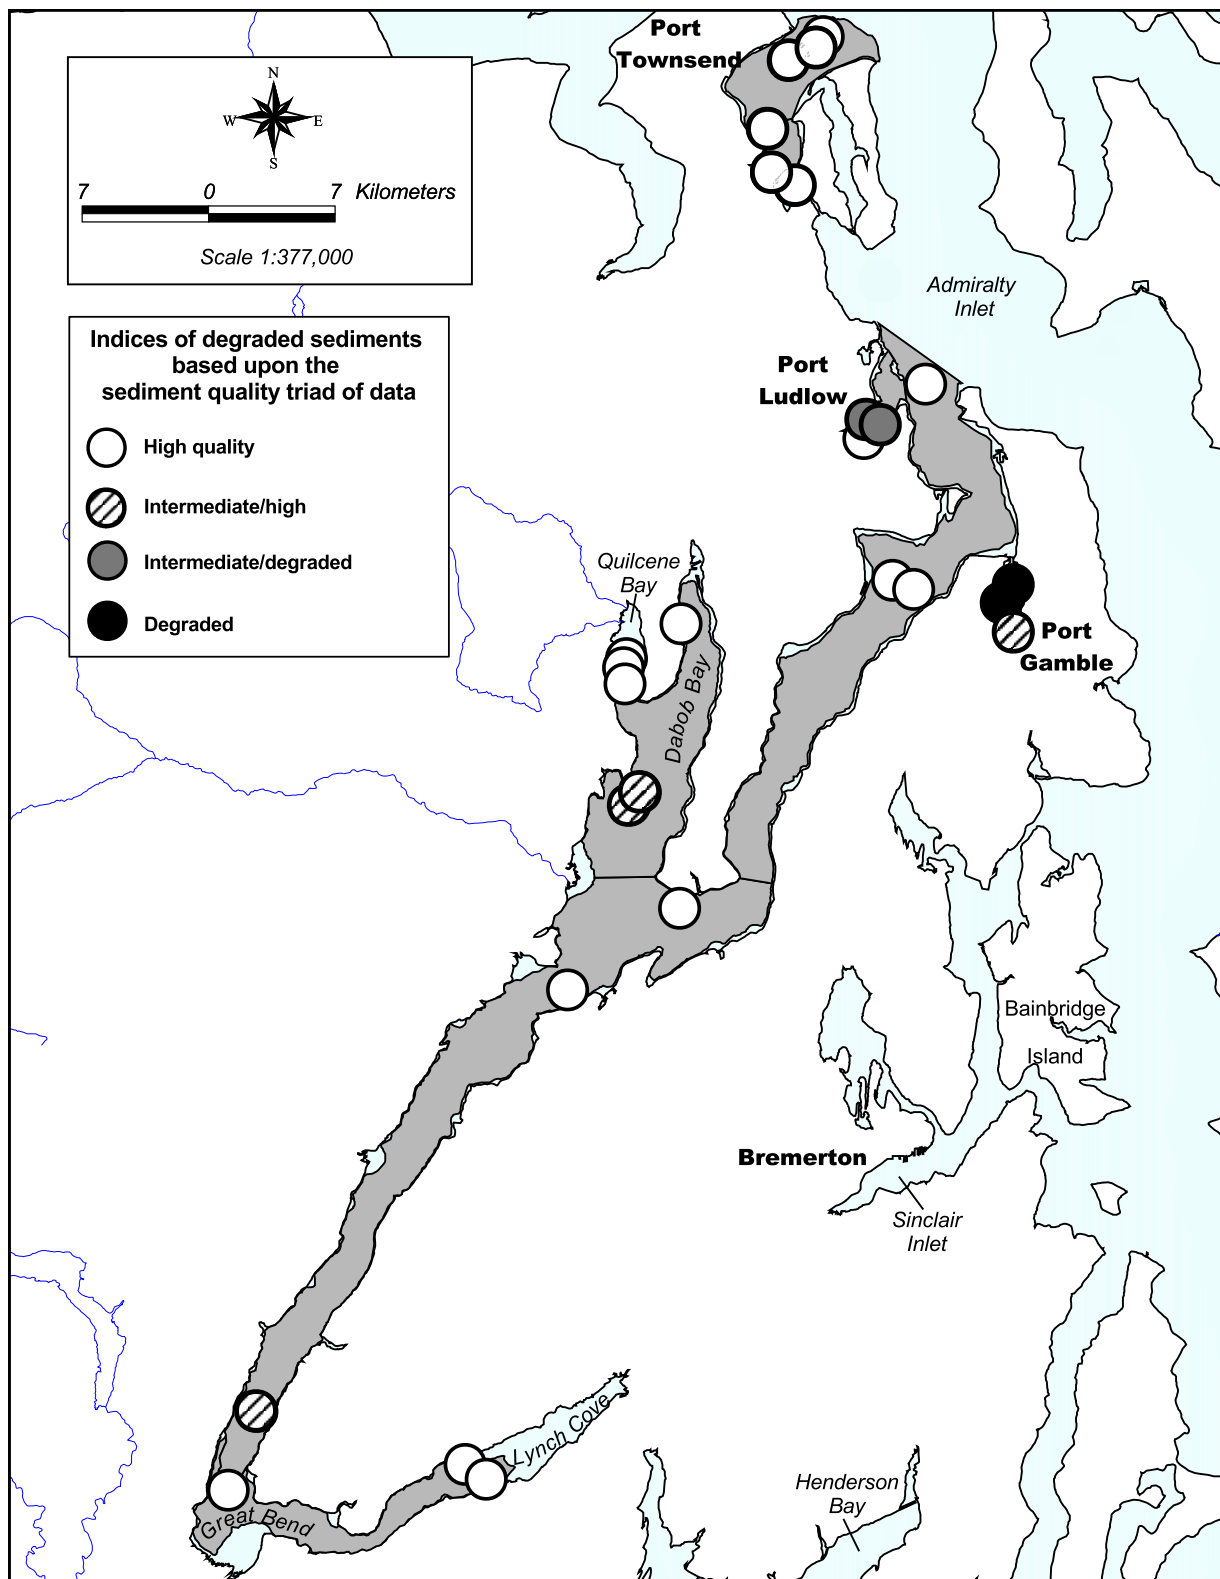 Port
Townsend
N
W E
S
7 0 7 Kilometers
Scale 1:377,000
Admiralty
Inlet
Indices of degraded sediments
based upon the
sediment quality triad of data
High quality
Intermediate/high
Intermediate/degraded
Degraded
Port
Ludlow
Quilcene
Bay
Port
Gamble
Dabob Bay
Bainbridge
Island
Bremerton
Sinclair
Inlet
Lynch Cove
Henderson
Bay
Great Bend